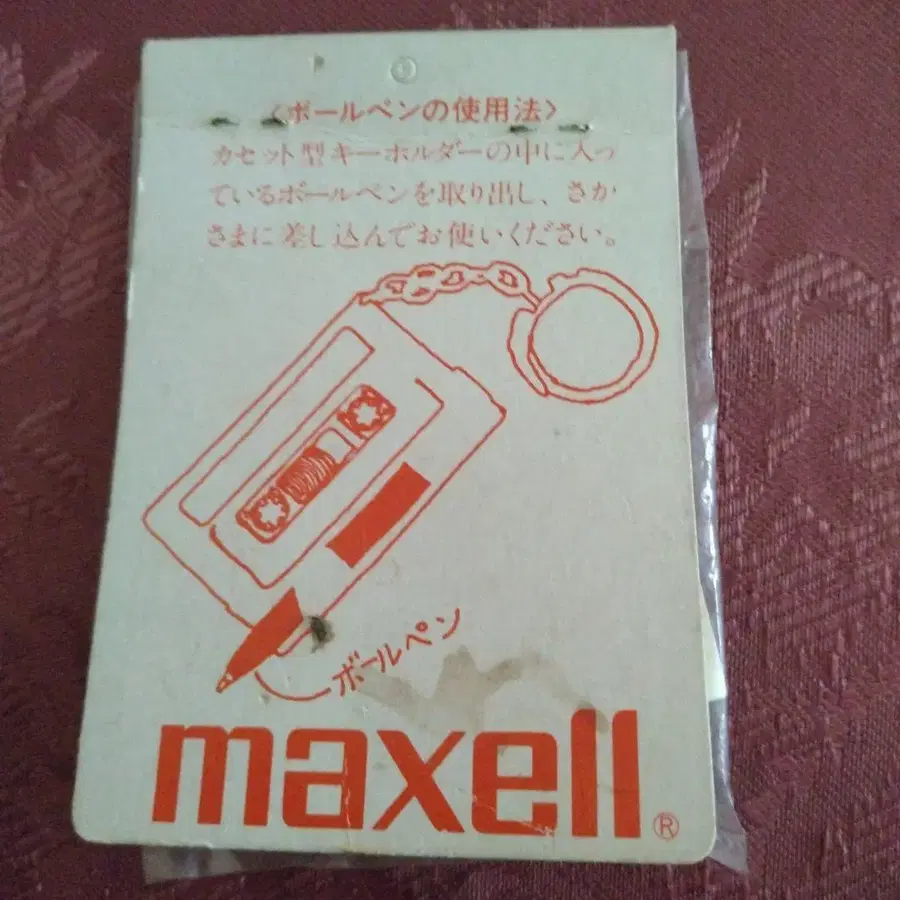 〈ボールペンの使用法〉
カセット型キーホルダーの中に入っ
ているボールペンを取り出し、さか
さまに差し込んでお使いください。
ボールペン
maxell®